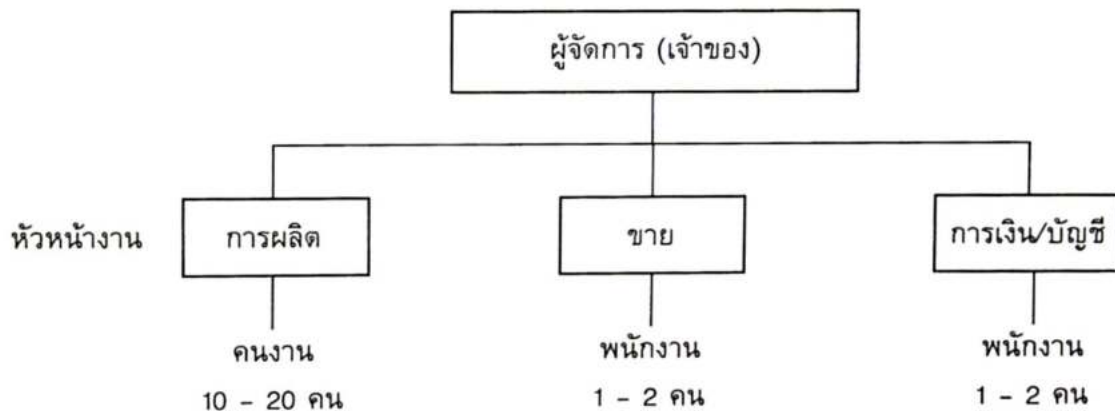 ผู้จัดการ (เจ้าของ)
หัวหน้างาน การผลิต ขาย การเงิน/บัญชี
คนงาน พนักงาน พนักงาน
10 - 20 คน 1 - 2 คน 1 - 2 คน